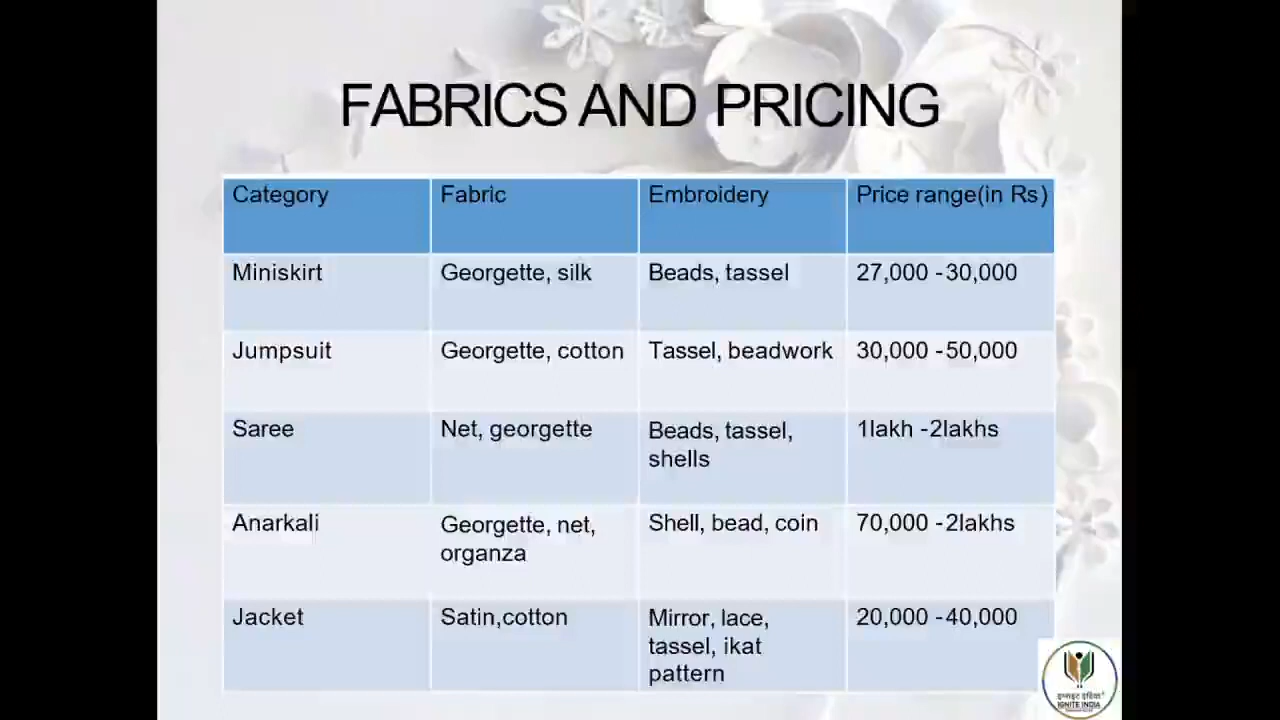 FABRICS AND PRICING
Category Fabric Embroidery Price range(in Rs)
Miniskirt Georgette, silk Beads, tassel 27,000 -30,000
Jumpsuit Georgette, cotton Tassel, beadwork 30,000 -50,000
Saree Net, georgette Beads, tassel, 1lakh -2lakhs
shells
Anarkali Georgette, net, Shell, bead, coin 70,000 -2lakhs
organza
Jacket Satin,cotton Mirror, lace, 20,000 -40,000
tassel, ikat
pattern
इग्नाइट इंडिया
IGNITE INDIA